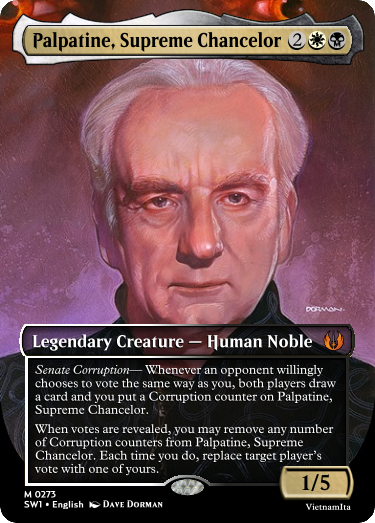 Palpatine, Supreme Chancelor 2
DORMAN
Legendary Creature — Human Noble
Senate Corruption— Whenever an opponent willingly
chooses to vote the same way as you, both players draw
a card and you put a Corruption counter on Palpatine,
Supreme Chancelor.
When votes are revealed, you may remove any
number of Corruption counters from Palpatine, Supreme
Chancelor. Each time you do, replace target player's
vote with one of yours.
1/5
M 0273
SW1 • English DAVE DORMAN
VietnamIta